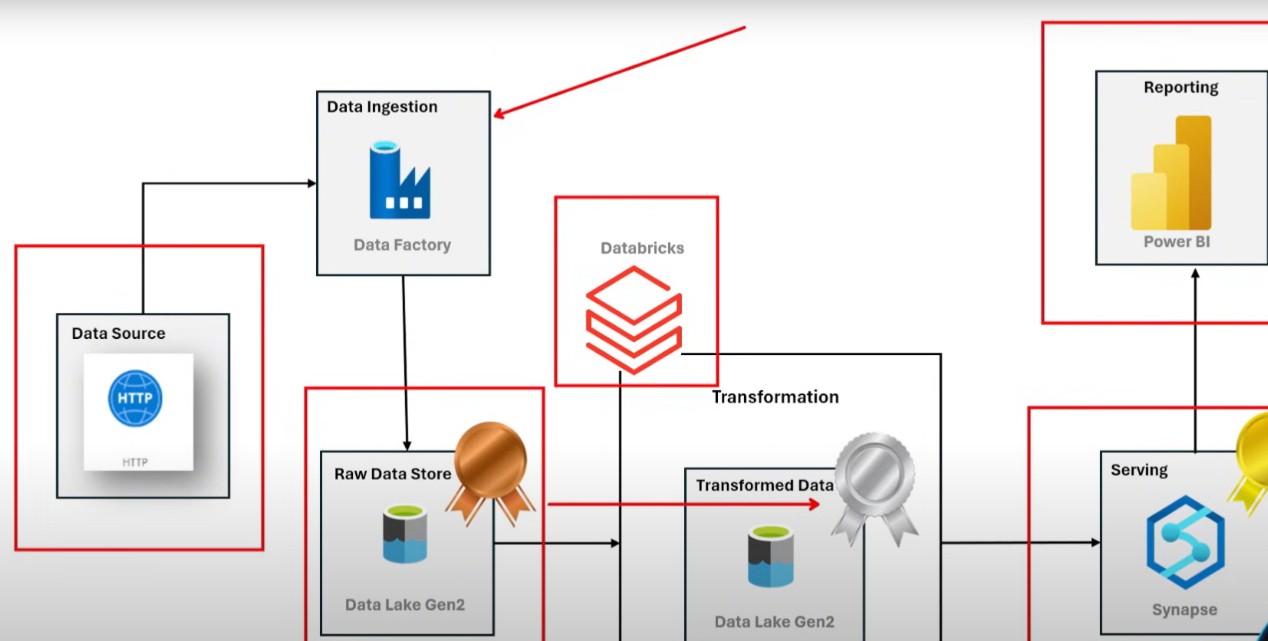 Data Ingestion
Data Factory
Reporting
Power BI
Databricks
Data Source
HTTP
HTTP
Transformation
Raw Data Store
Data Lake Gen2
Transformed Data
Data Lake Gen2
Serving
Synapse